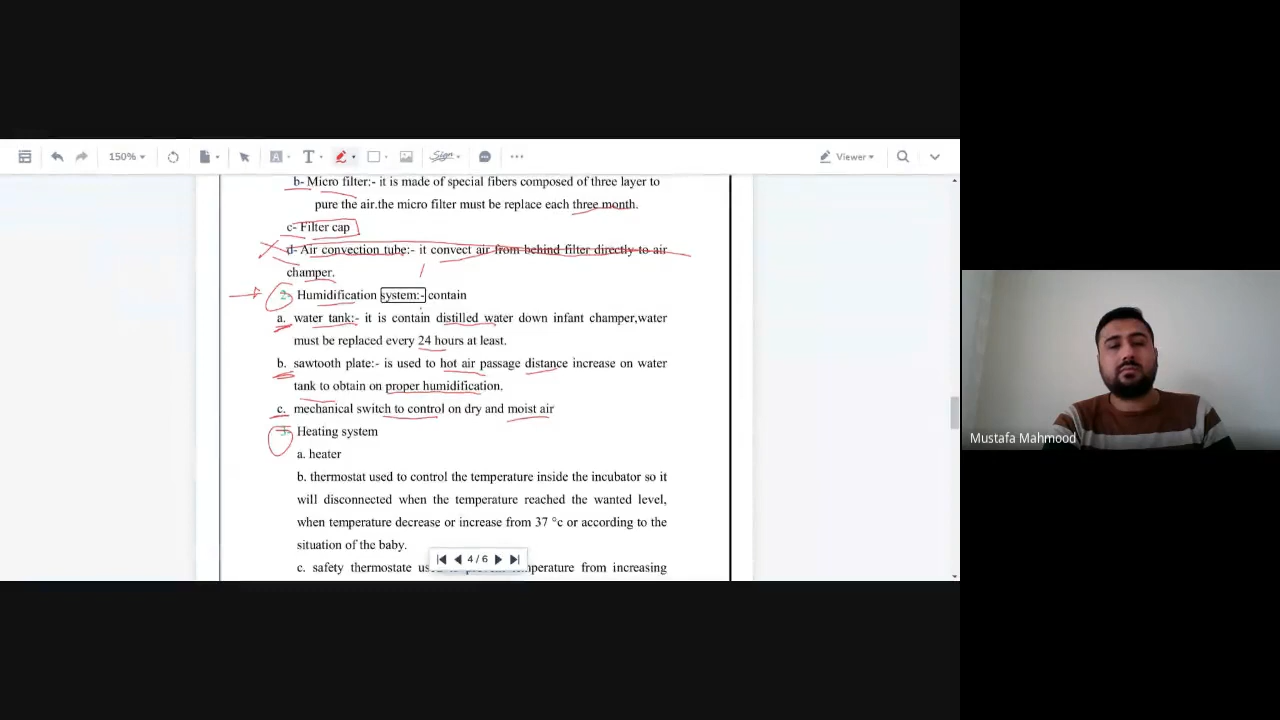 150%
T
Sign
Viewer
b- Micro filter:- it is made of special fibers composed of three layer to
pure the air.the micro filter must be replace each three month.
c- Filter cap
d- Air convection tube:- it convect air from behind filter directly to air
champer.
2- Humidification system:- contain
a. water tank:- it is contain distilled water down infant champer,water
must be replaced every 24 hours at least.
b. sawtooth plate:- is used to hot air passage distance increase on water
tank to obtain on proper humidification.
c. mechanical switch to control on dry and moist air
3- Heating system
a. heater
b. thermostat used to control the temperature inside the incubator so it
will disconnected when the temperature reached the wanted level,
when temperature decrease or increase from 37 °c or according to the
situation of the baby.
4 / 6
c. safety thermostate temperature from increasing
Mustafa Mahmood